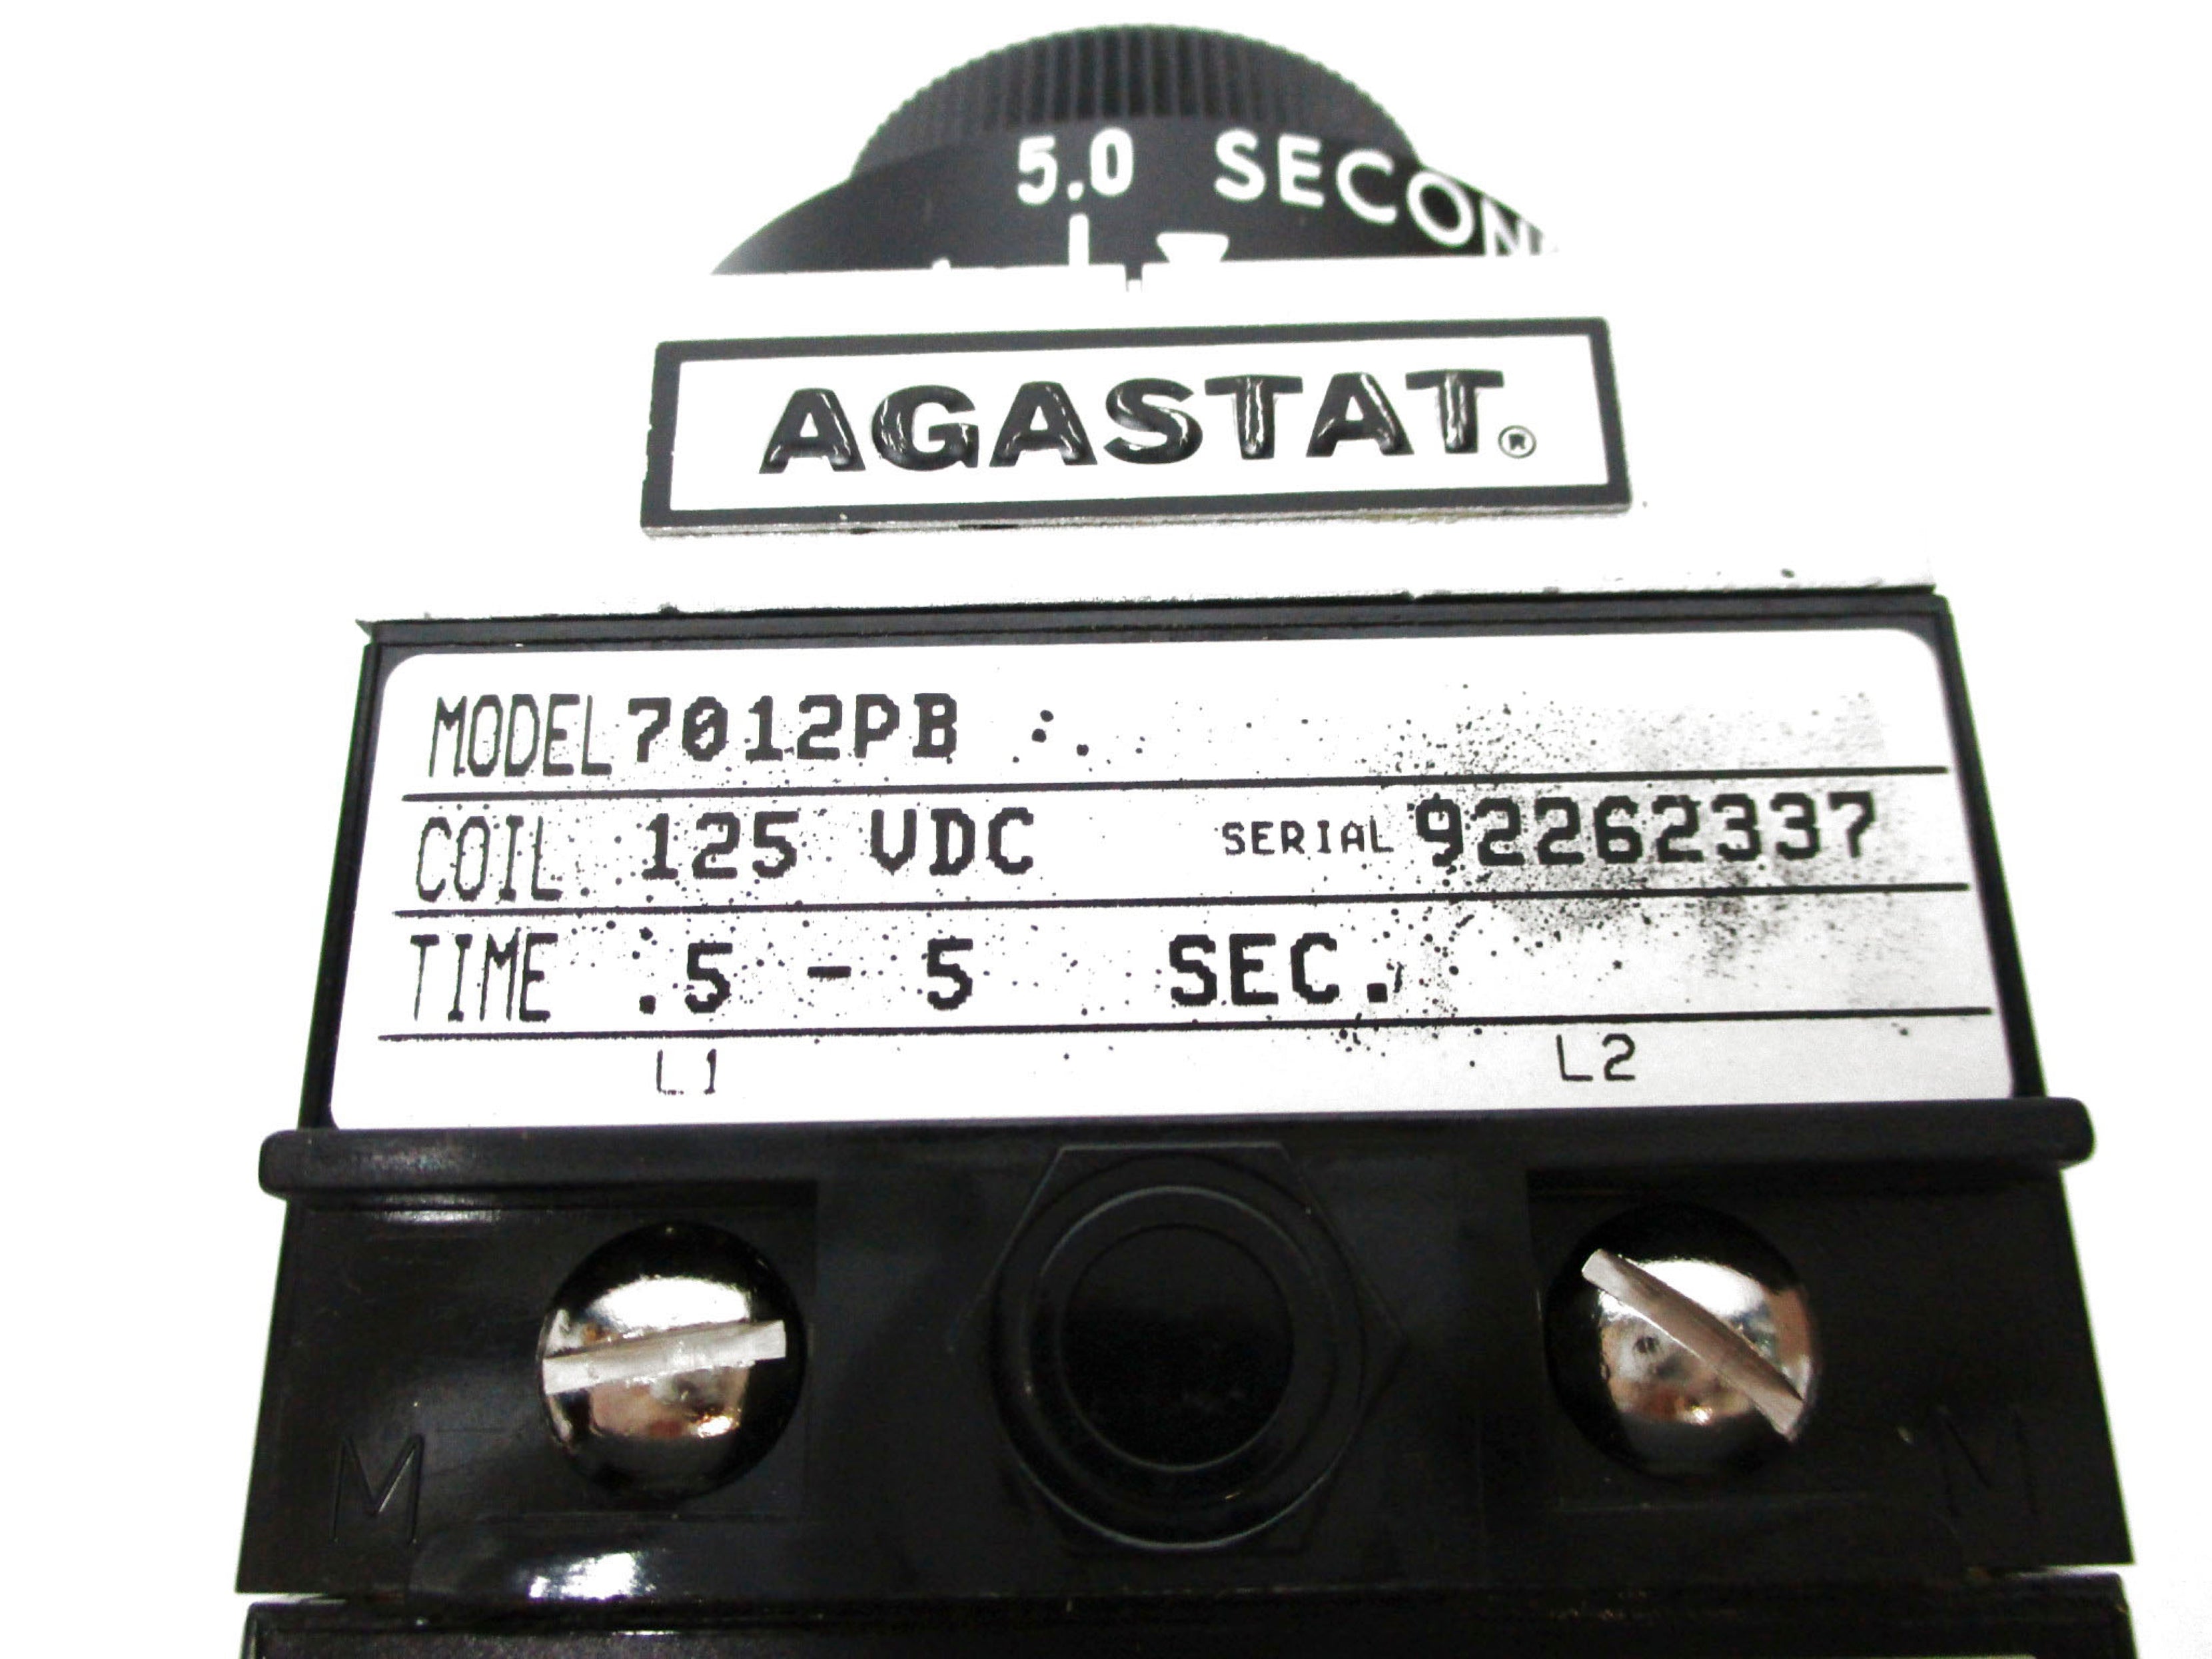 5.0 SECON
AGASTAT®
MODEL 7012PB
COIL 125 VDC SERIAL 92262337
TIME .5 - 5 SEC.
L1 L2
M M